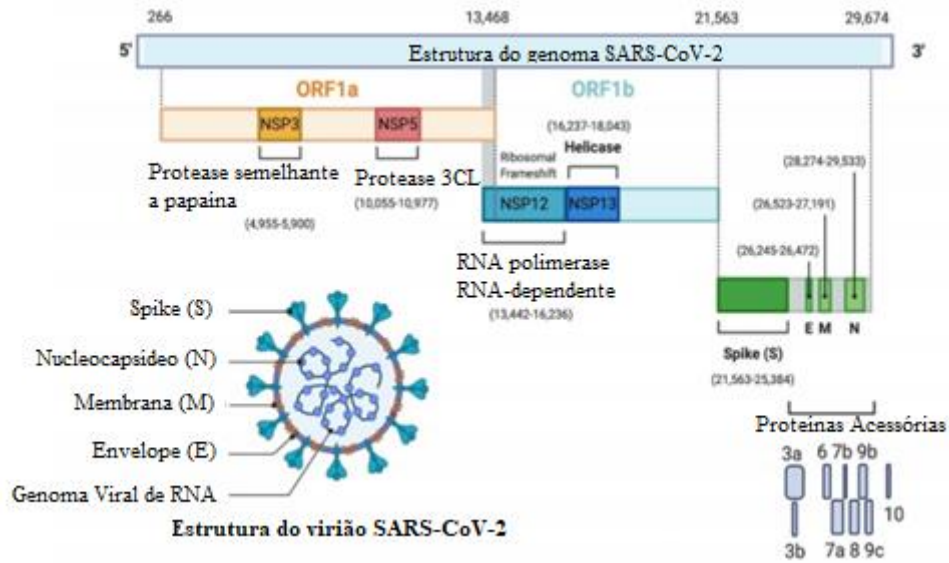 266 13,468 21,563 29,674
5' Estrutura do genoma SARS-CoV-2 3'
ORF1a ORF1b
NSP3 NSP5
Protease semelhante
a papaína
(4,955-5,900)
Protease 3CL
(10,055-10,977)
(16,237-18,043)
Helicase
Ribosomal
Frameshift
NSP12 NSP13
RNA polimerase
RNA-dependente
(13,442-16,236)
(28,274-29,533)
(26,523-27,191)
(26,245-26,472)
E M N
Spike (S)
(21,563-25,384)
Proteínas Acessórias
3a 6 7b 9b
10
3b 7a 8 9c
Spike (S)
Nucleocapsídeo (N)
Membrana (M)
Envelope (E)
Genoma Viral de RNA
Estrutura do virião SARS-CoV-2